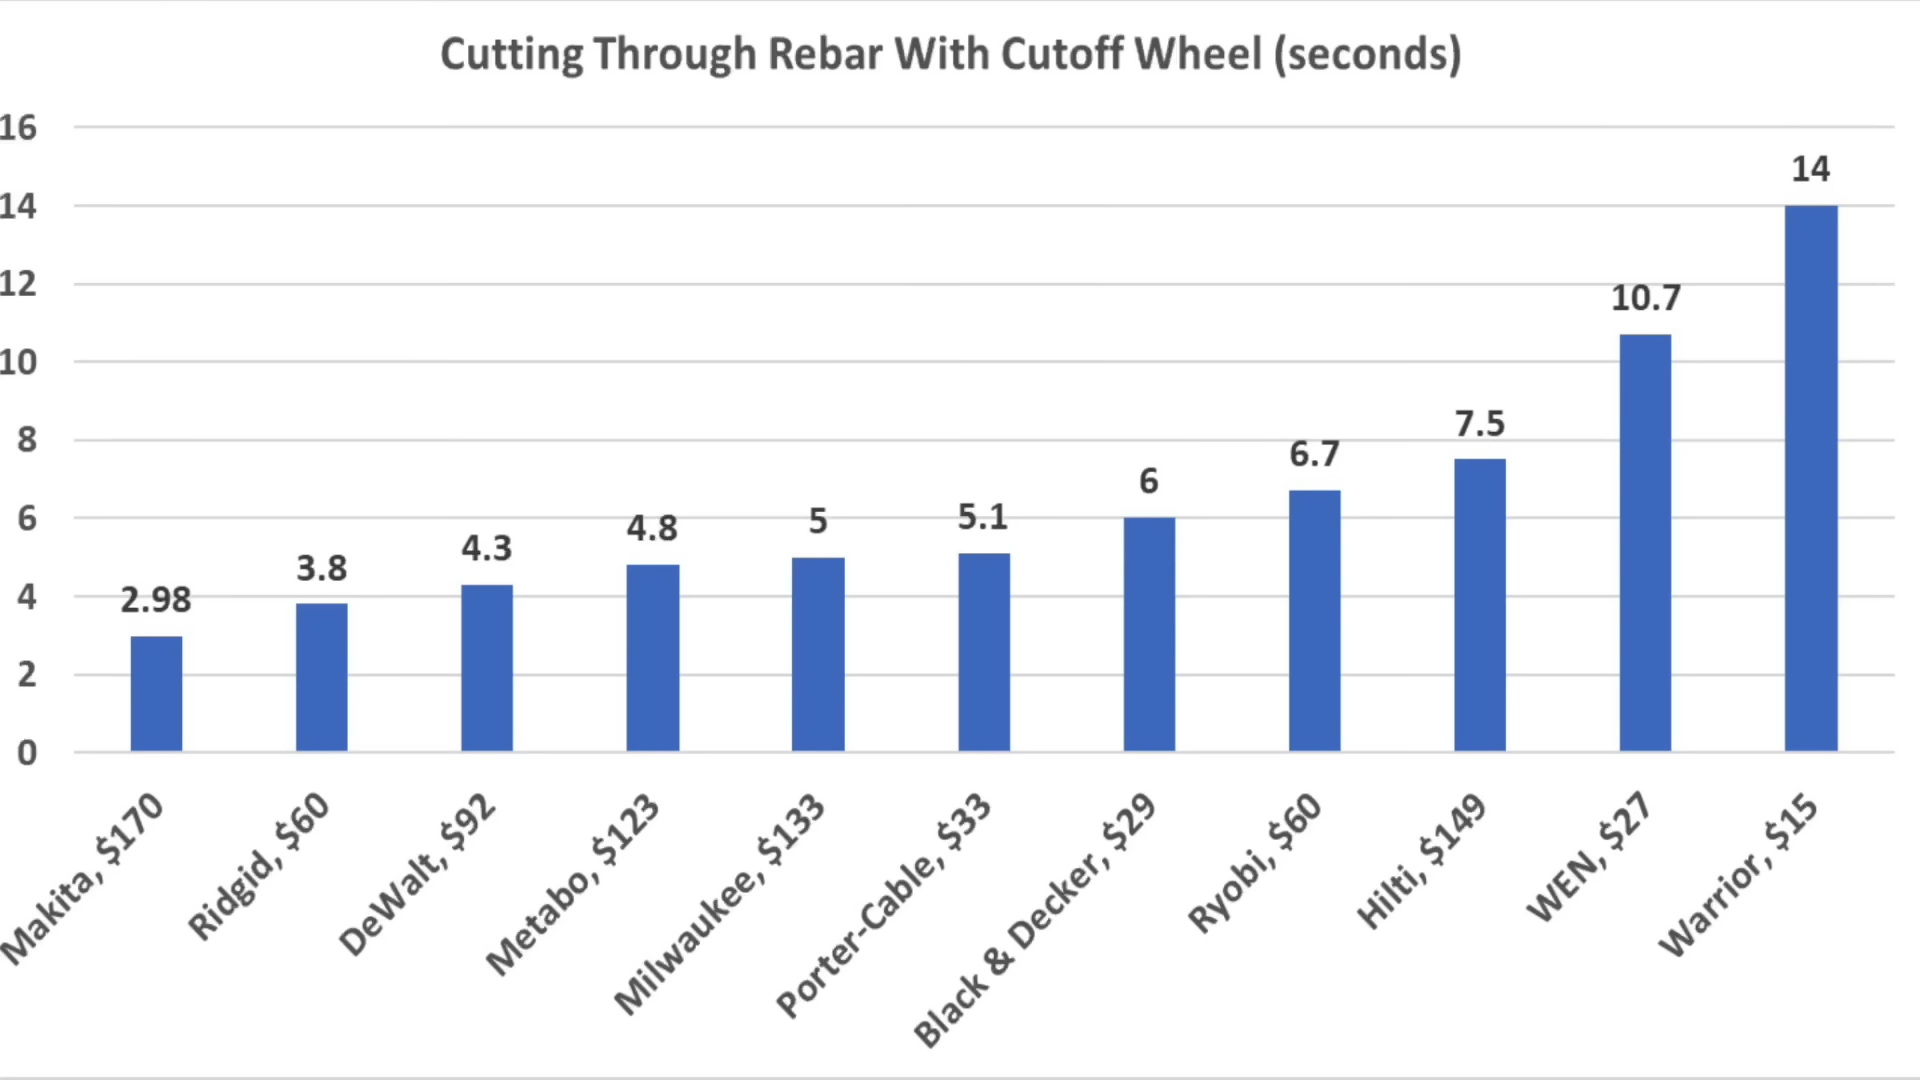 Cutting Through Rebar With Cutoff Wheel (seconds)
16
14
12
10
8
6
4
2
0
2.98
3.8
4.3
4.8
5
5.1
6
6.7
7.5
10.7
14
Makita, $170
Ridgid, $60
DeWalt, $92
Metabo, $123
Milwaukee, $133
Porter-Cable, $33
Black & Decker, $29
Ryobi, $60
Hilti, $149
WEN, $27
Warrior, $15